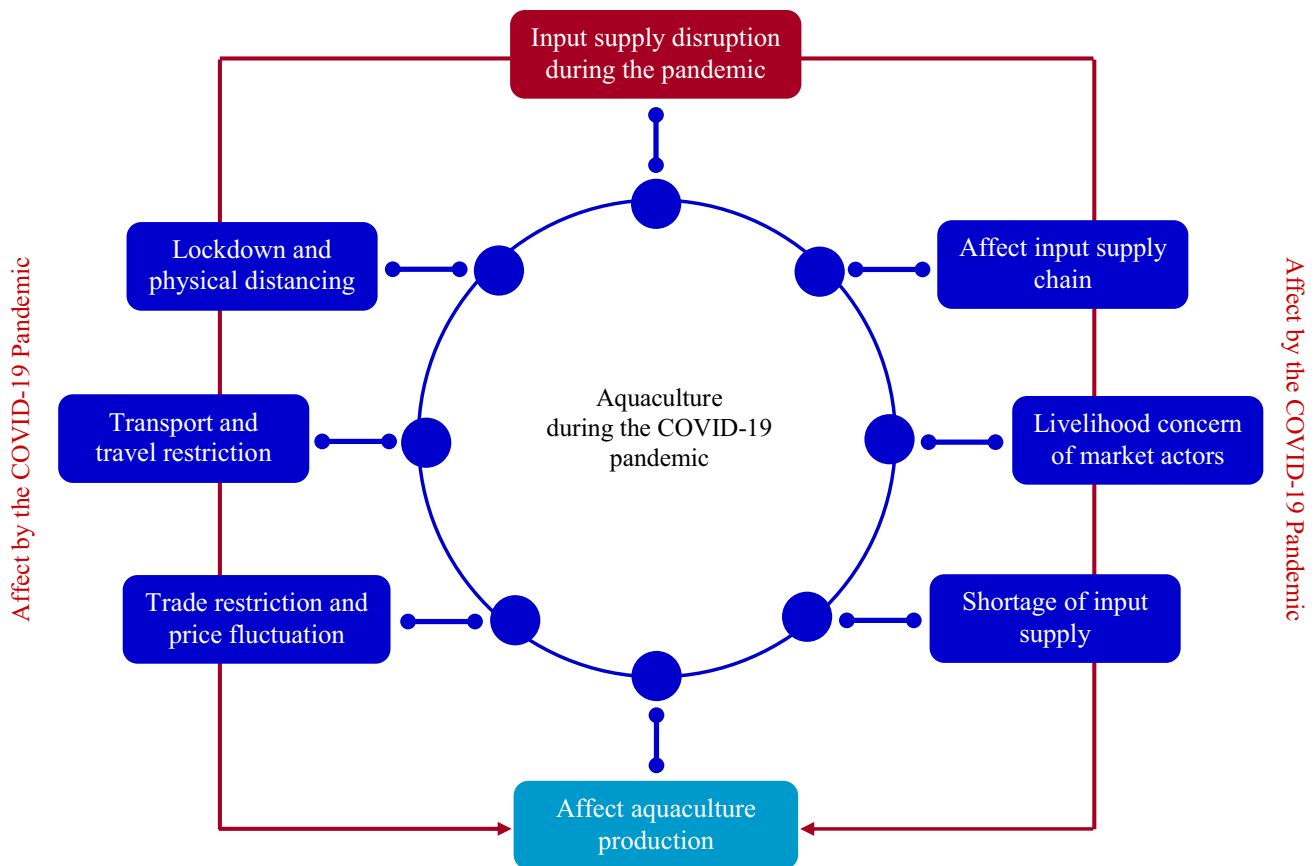 Input supply disruption
during the pandemic
Lockdown and
physical distancing
Affect input supply
chain
Affect by the COVID-19 Pandemic
Aquaculture
during the COVID-19
pandemic
Affect by the COVID-19 Pandemic
Transport and
travel restriction
Livelihood concern
of market actors
Trade restriction and
price fluctuation
Shortage of input
supply
Affect aquaculture
production